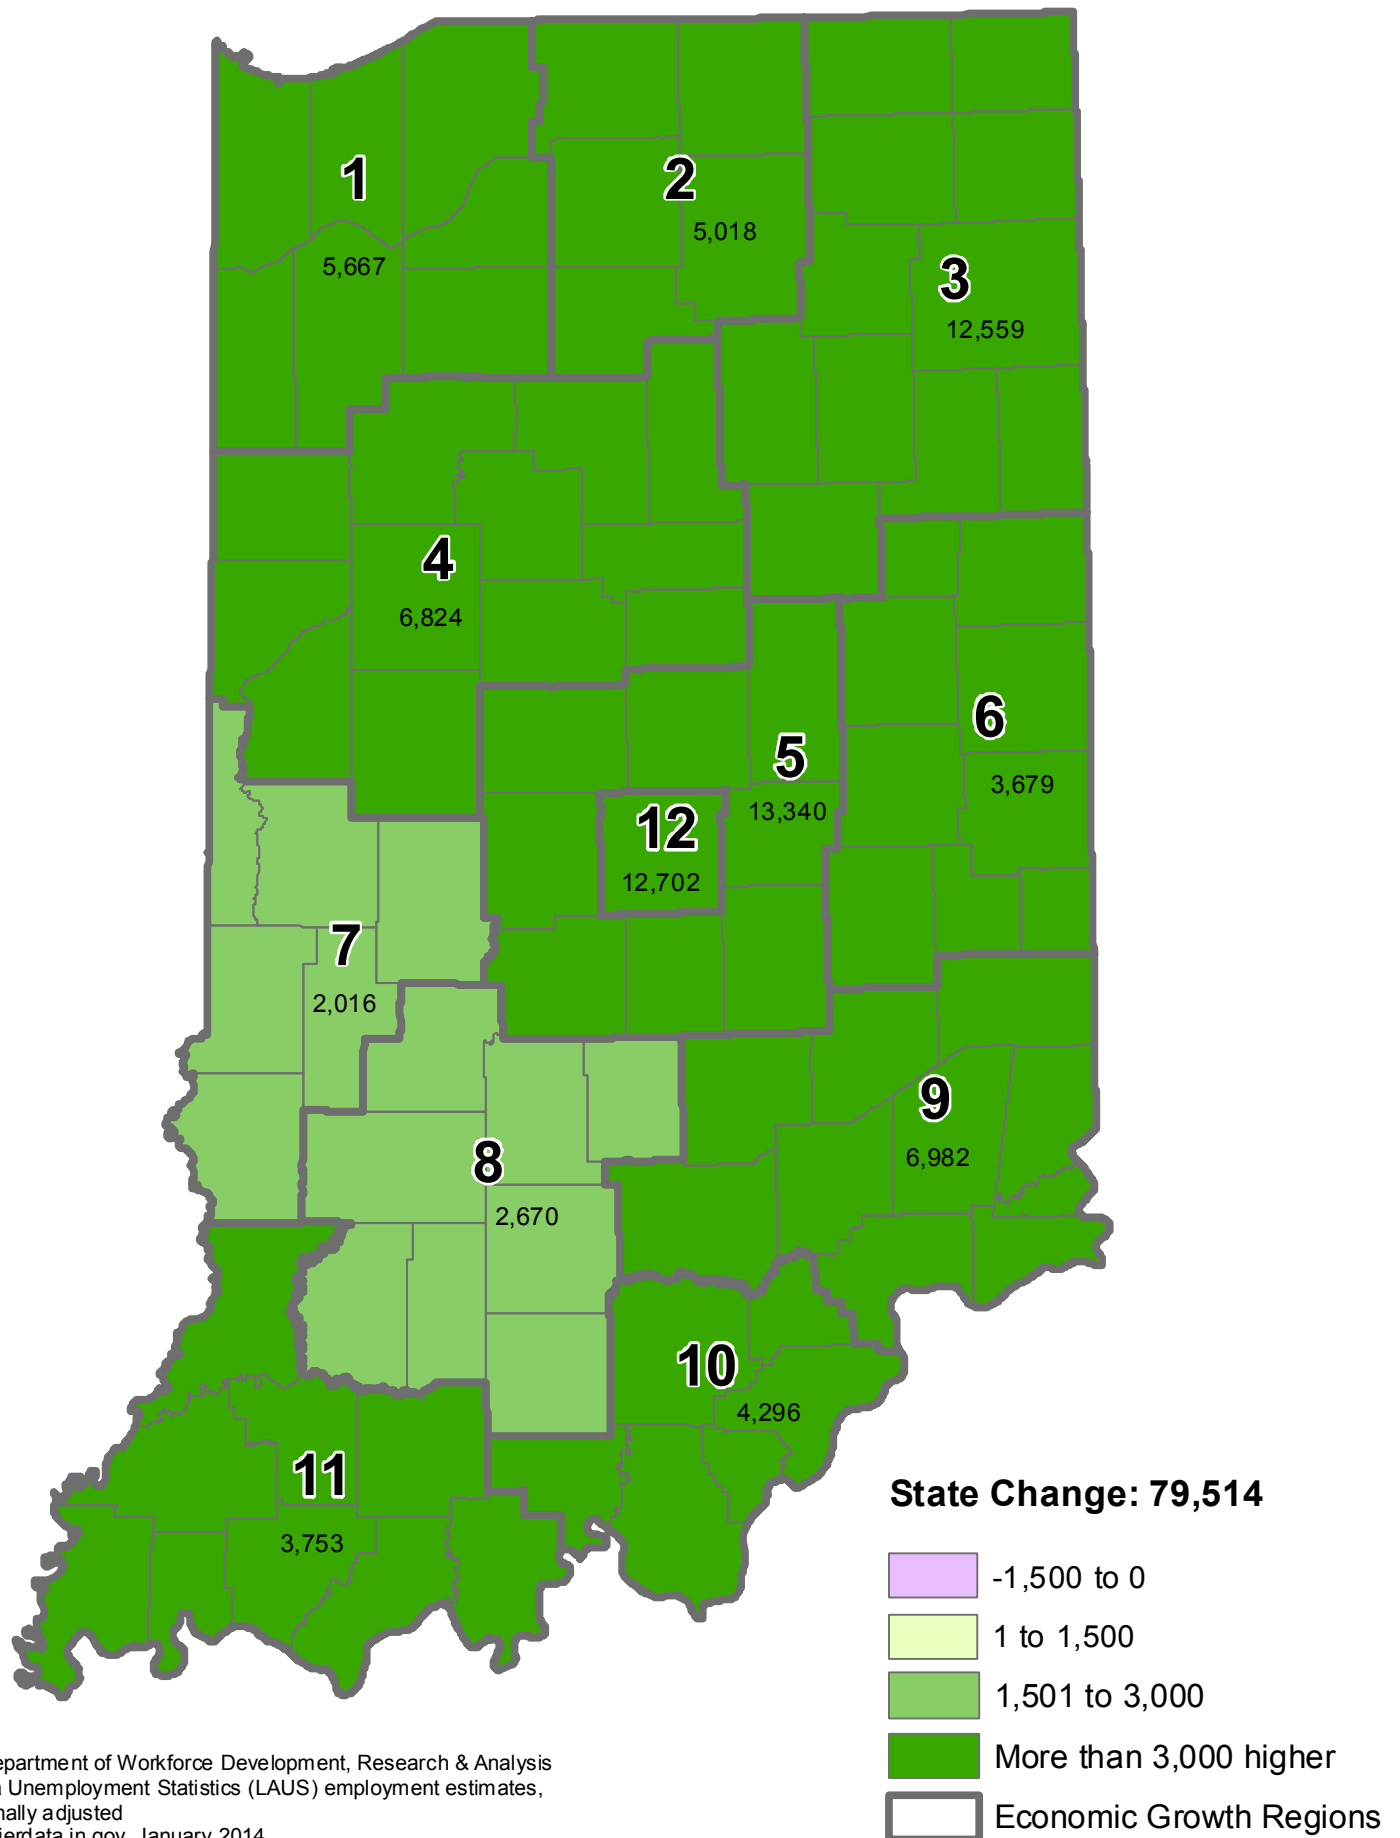 1
5,667
2
5,018
3
12,559
4
6,824
5
13,340
6
3,679
12
12,702
7
2,016
8
2,670
9
6,982
10
4,296
11
3,753
State Change: 79,514
-1,500 to 0
1 to 1,500
1,501 to 3,000
More than 3,000 higher
Economic Growth Regions
of Workforce Development, Research & Analysis
Unemployment Statistics (LAUS) employment estimates,
adjusted
January 2014